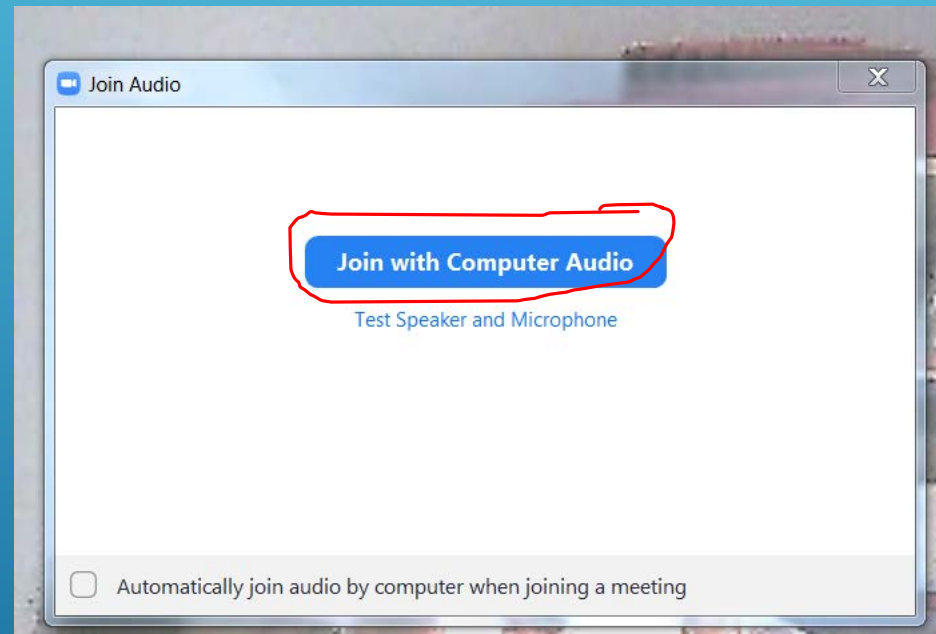 Join Audio
Join with Computer Audio
Test Speaker and Microphone
Automatically join audio by computer when joining a meeting